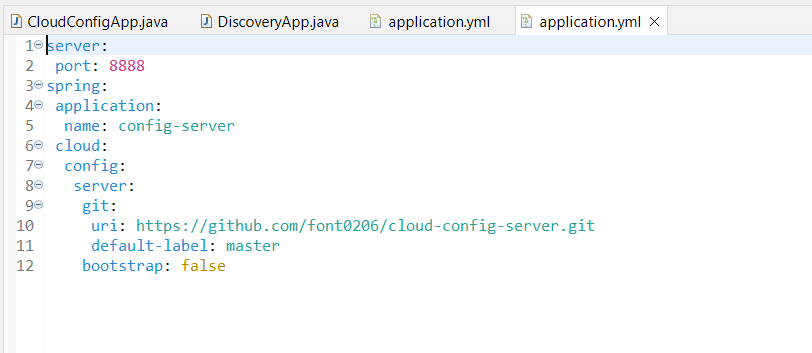 CloudConfigApp.java DiscoveryApp.java application.yml application.yml
1 server:
2  port: 8888
3 spring:
4  application:
5   name: config-server
6  cloud:
7   config:
8    server:
9     git:
10      uri: https://github.com/font0206/cloud-config-server.git
11      default-label: master
12     bootstrap: false